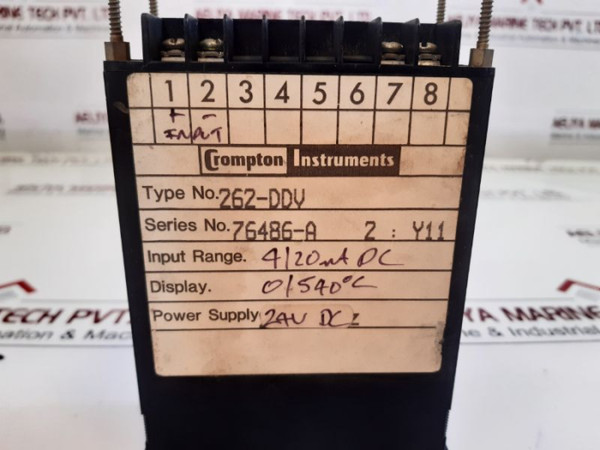 1 2 3 4 5 6 7 8
+ -
INPUT
Crompton Instruments
Type No. 262-DDV
Series No. 76486-A 2 : Y11
Input Range. 4/20mA DC
Display. 0/540°C
Power Supply 24V DC